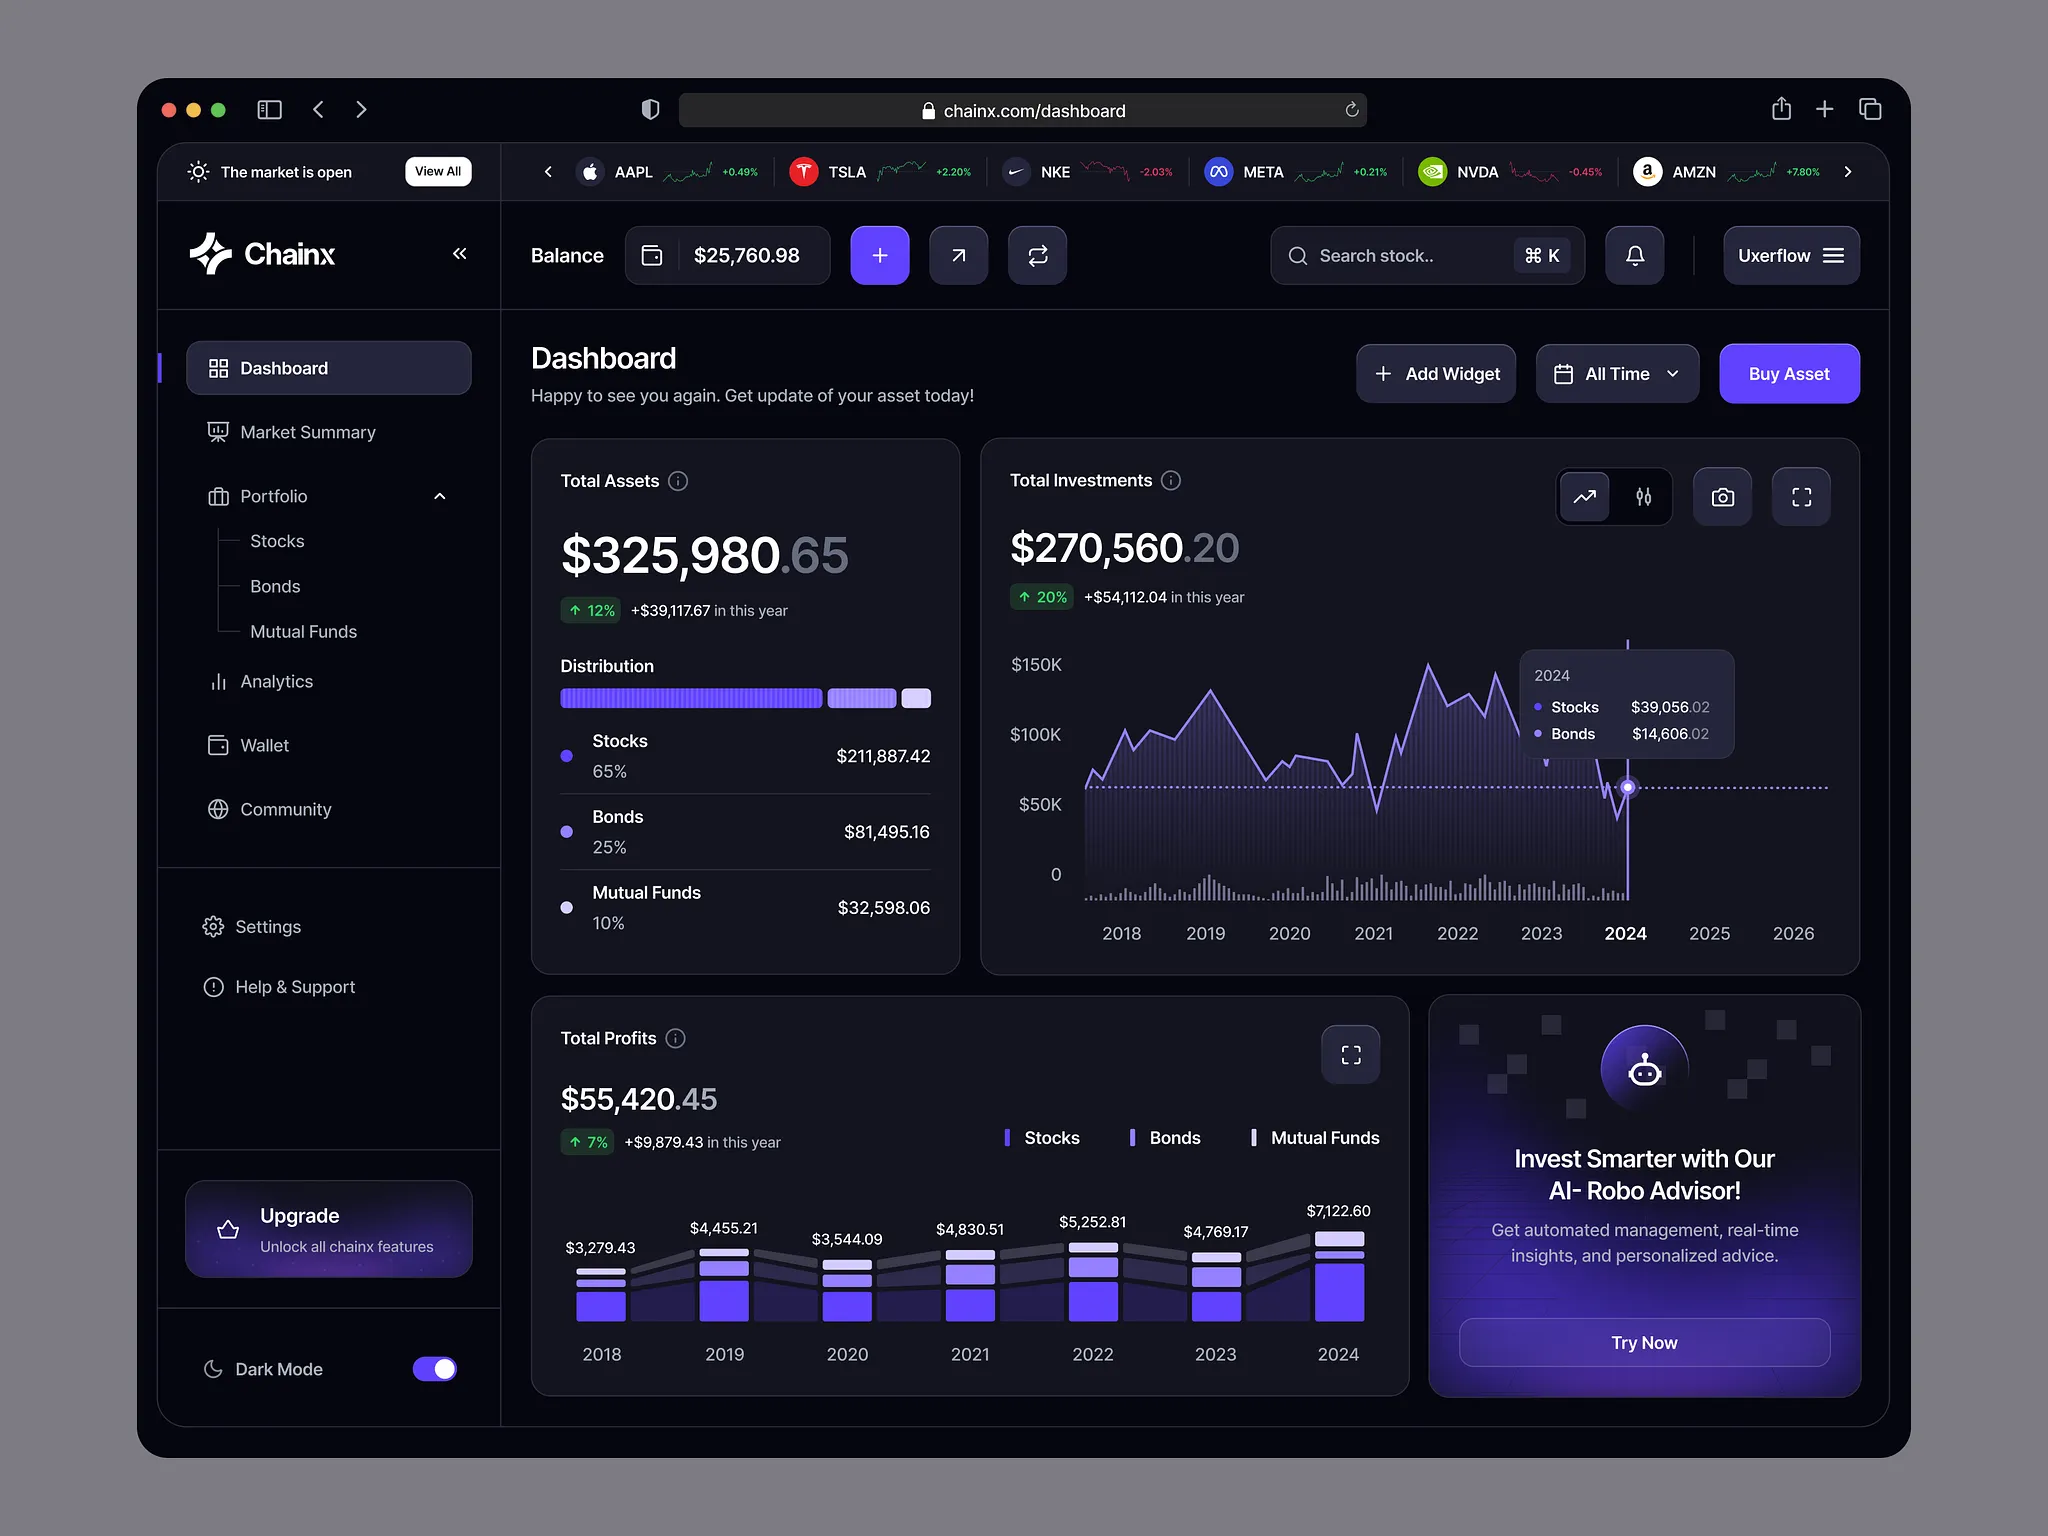 chainx.com/dashboard
The market is open
View All
AAPL +0.49%
TSLA +2.20%
NKE -2.03%
META +0.21%
NVDA -0.45%
AMZN +7.80%
Chainx
Balance
$25,760.98
Search stock..
⌘ K
Uxerflow
Dashboard
Market Summary
Portfolio
Stocks
Bonds
Mutual Funds
Analytics
Wallet
Community
Settings
Help & Support
Upgrade
Unlock all chainx features
Dark Mode
Dashboard
Happy to see you again. Get update of your asset today!
Add Widget
All Time
Buy Asset
Total Assets
$325,980.65
12% +$39,117.67 in this year
Distribution
Stocks
65%
$211,887.42
Bonds
25%
$81,495.16
Mutual Funds
10%
$32,598.06
Total Investments
$270,560.20
20% +$54,112.04 in this year
$150K
$100K
$50K
0
2024
Stocks $39,056.02
Bonds $14,606.02
2018 2019 2020 2021 2022 2023 2024 2025 2026
Total Profits
$55,420.45
7% +$9,879.43 in this year
Stocks Bonds Mutual Funds
$3,279.43 $4,455.21 $3,544.09 $4,830.51 $5,252.81 $4,769.17 $7,122.60
2018 2019 2020 2021 2022 2023 2024
Invest Smarter with Our
AI- Robo Advisor!
Get automated management, real-time
insights, and personalized advice.
Try Now